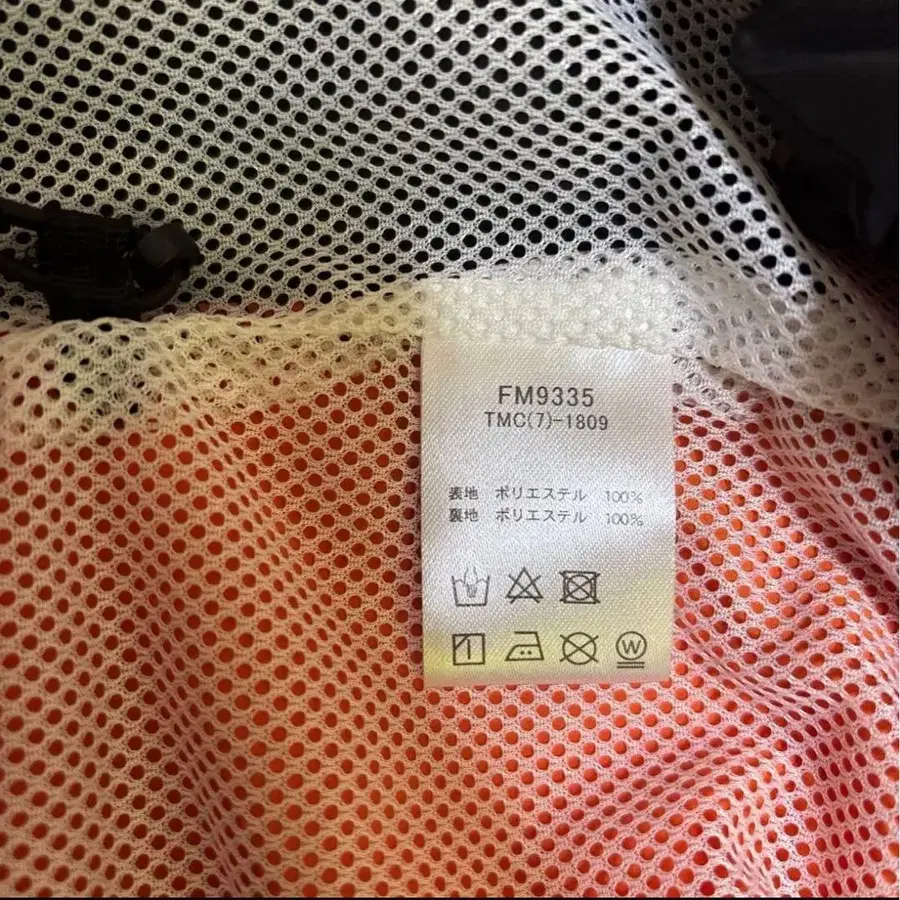 FM9335
TMC(7)-1809
表地 ポリエステル 100%
裏地 ポリエステル 100%
W